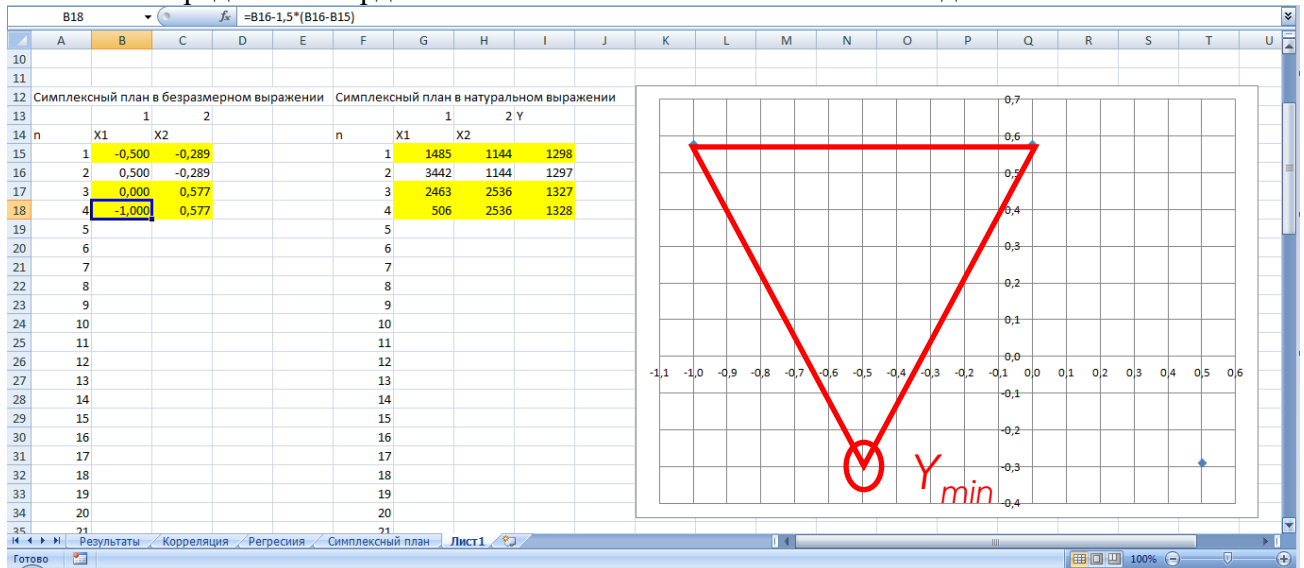 B18 fx =B16-1,5*(B16-B15)
A B C D E F G H I J K L M N O P Q R S T U
10
11
12 Симплексный план в безразмерном выражении Симплексный план в натуральном выражении
13 1 2 1 2 Y
14 n X1 X2 n X1 X2
15 1 -0,500 -0,289 1 1485 1144 1298
16 2 0,500 -0,289 2 3442 1144 1297
17 3 0,000 0,577 3 2463 2536 1327
18 4 -1,000 0,577 4 506 2536 1328
19 5 5
20 6 6
21 7 7
22 8 8
23 9 9
24 10 10
25 11 11
26 12 12
27 13 13
28 14 14
29 15 15
30 16 16
31 17 17
32 18 18
33 19 19
34 20 20
35 21 21
0,7
0,6
0,5
0,4
0,3
0,2
0,1
0,0
-1,1 -1,0 -0,9 -0,8 -0,7 -0,6 -0,5 -0,4 -0,3 -0,2 -0,1 0,0 0,1 0,2 0,3 0,4 0,5 0,6
-0,1
-0,2
-0,3
-0,4
Ymin
Результаты Корреляция Регресиия Симплексный план Лист1
Готово 100%